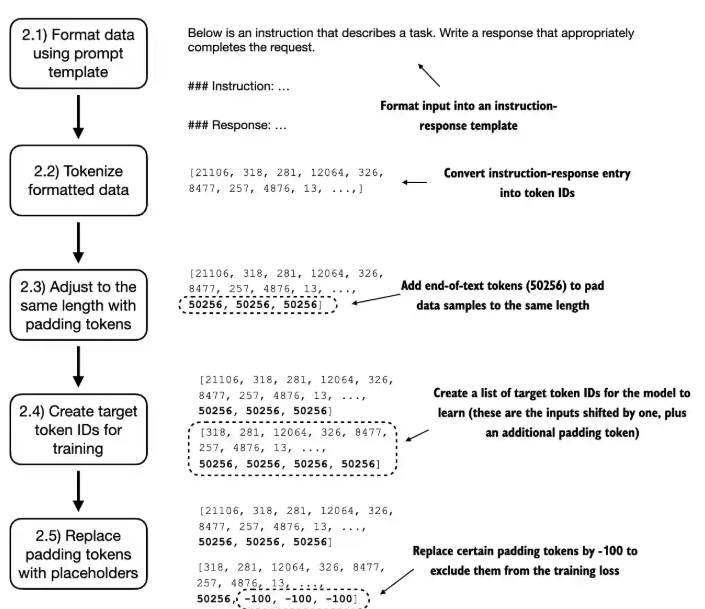 2.1) Format data
using prompt
template
Below is an instruction that describes a task. Write a response that appropriately
completes the request.
### Instruction: ...
### Response: ...
Format input into an instruction-
response template
2.2) Tokenize
formatted data
[21106, 318, 281, 12064, 326,
8477, 257, 4876, 13, ...,]
Convert instruction-response entry
into token IDs
2.3) Adjust to the
same length with
padding tokens
[21106, 318, 281, 12064, 326,
8477, 257, 4876, 13, ...,
50256, 50256, 50256]
Add end-of-text tokens (50256) to pad
data samples to the same length
2.4) Create target
token IDs for
training
[21106, 318, 281, 12064, 326,
8477, 257, 4876, 13, ...,
50256, 50256, 50256]
[318, 281, 12064, 326, 8477,
257, 4876, 13, ...,
50256, 50256, 50256, 50256]
Create a list of target token IDs for the model to
learn (these are the inputs shifted by one, plus
an additional padding token)
2.5) Replace
padding tokens
with placeholders
[21106, 318, 281, 12064, 326,
8477, 257, 4876, 13, ...,
50256, 50256, 50256]
[318, 281, 12064, 326, 8477,
257, 4876, 13, ...,
50256, -100, -100, -100]
Replace certain padding tokens by -100 to
exclude them from the training loss